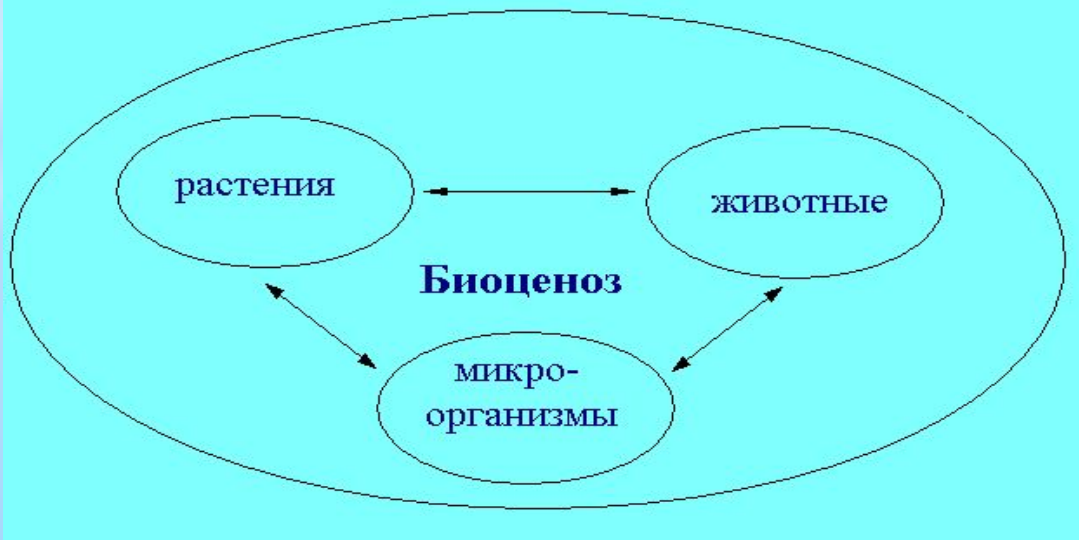 растения
животные
Биоценоз
микро-
организмы